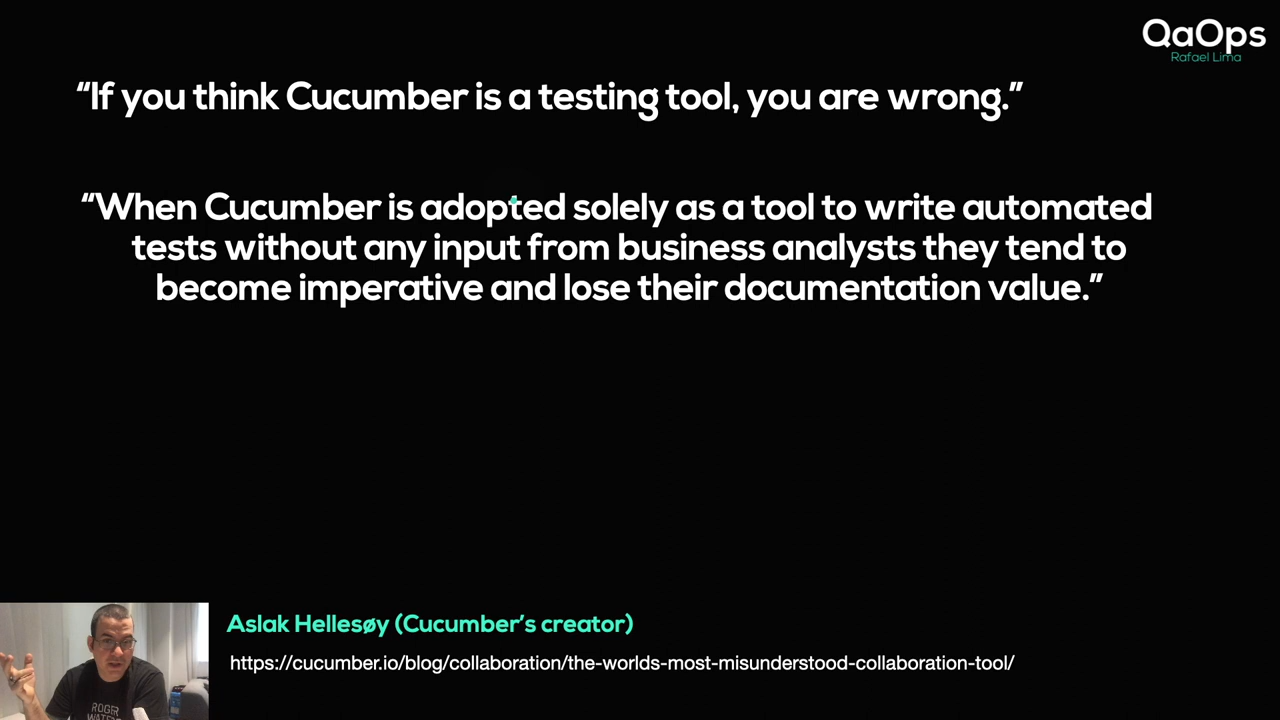 QaOps
Rafael Lima
“If you think Cucumber is a testing tool, you are wrong.”
“When Cucumber is adopted solely as a tool to write automated
tests without any input from business analysts they tend to
become imperative and lose their documentation value.”
Aslak Hellesøy (Cucumber’s creator)
https://cucumber.io/blog/collaboration/the-worlds-most-misunderstood-collaboration-tool/
ROGER